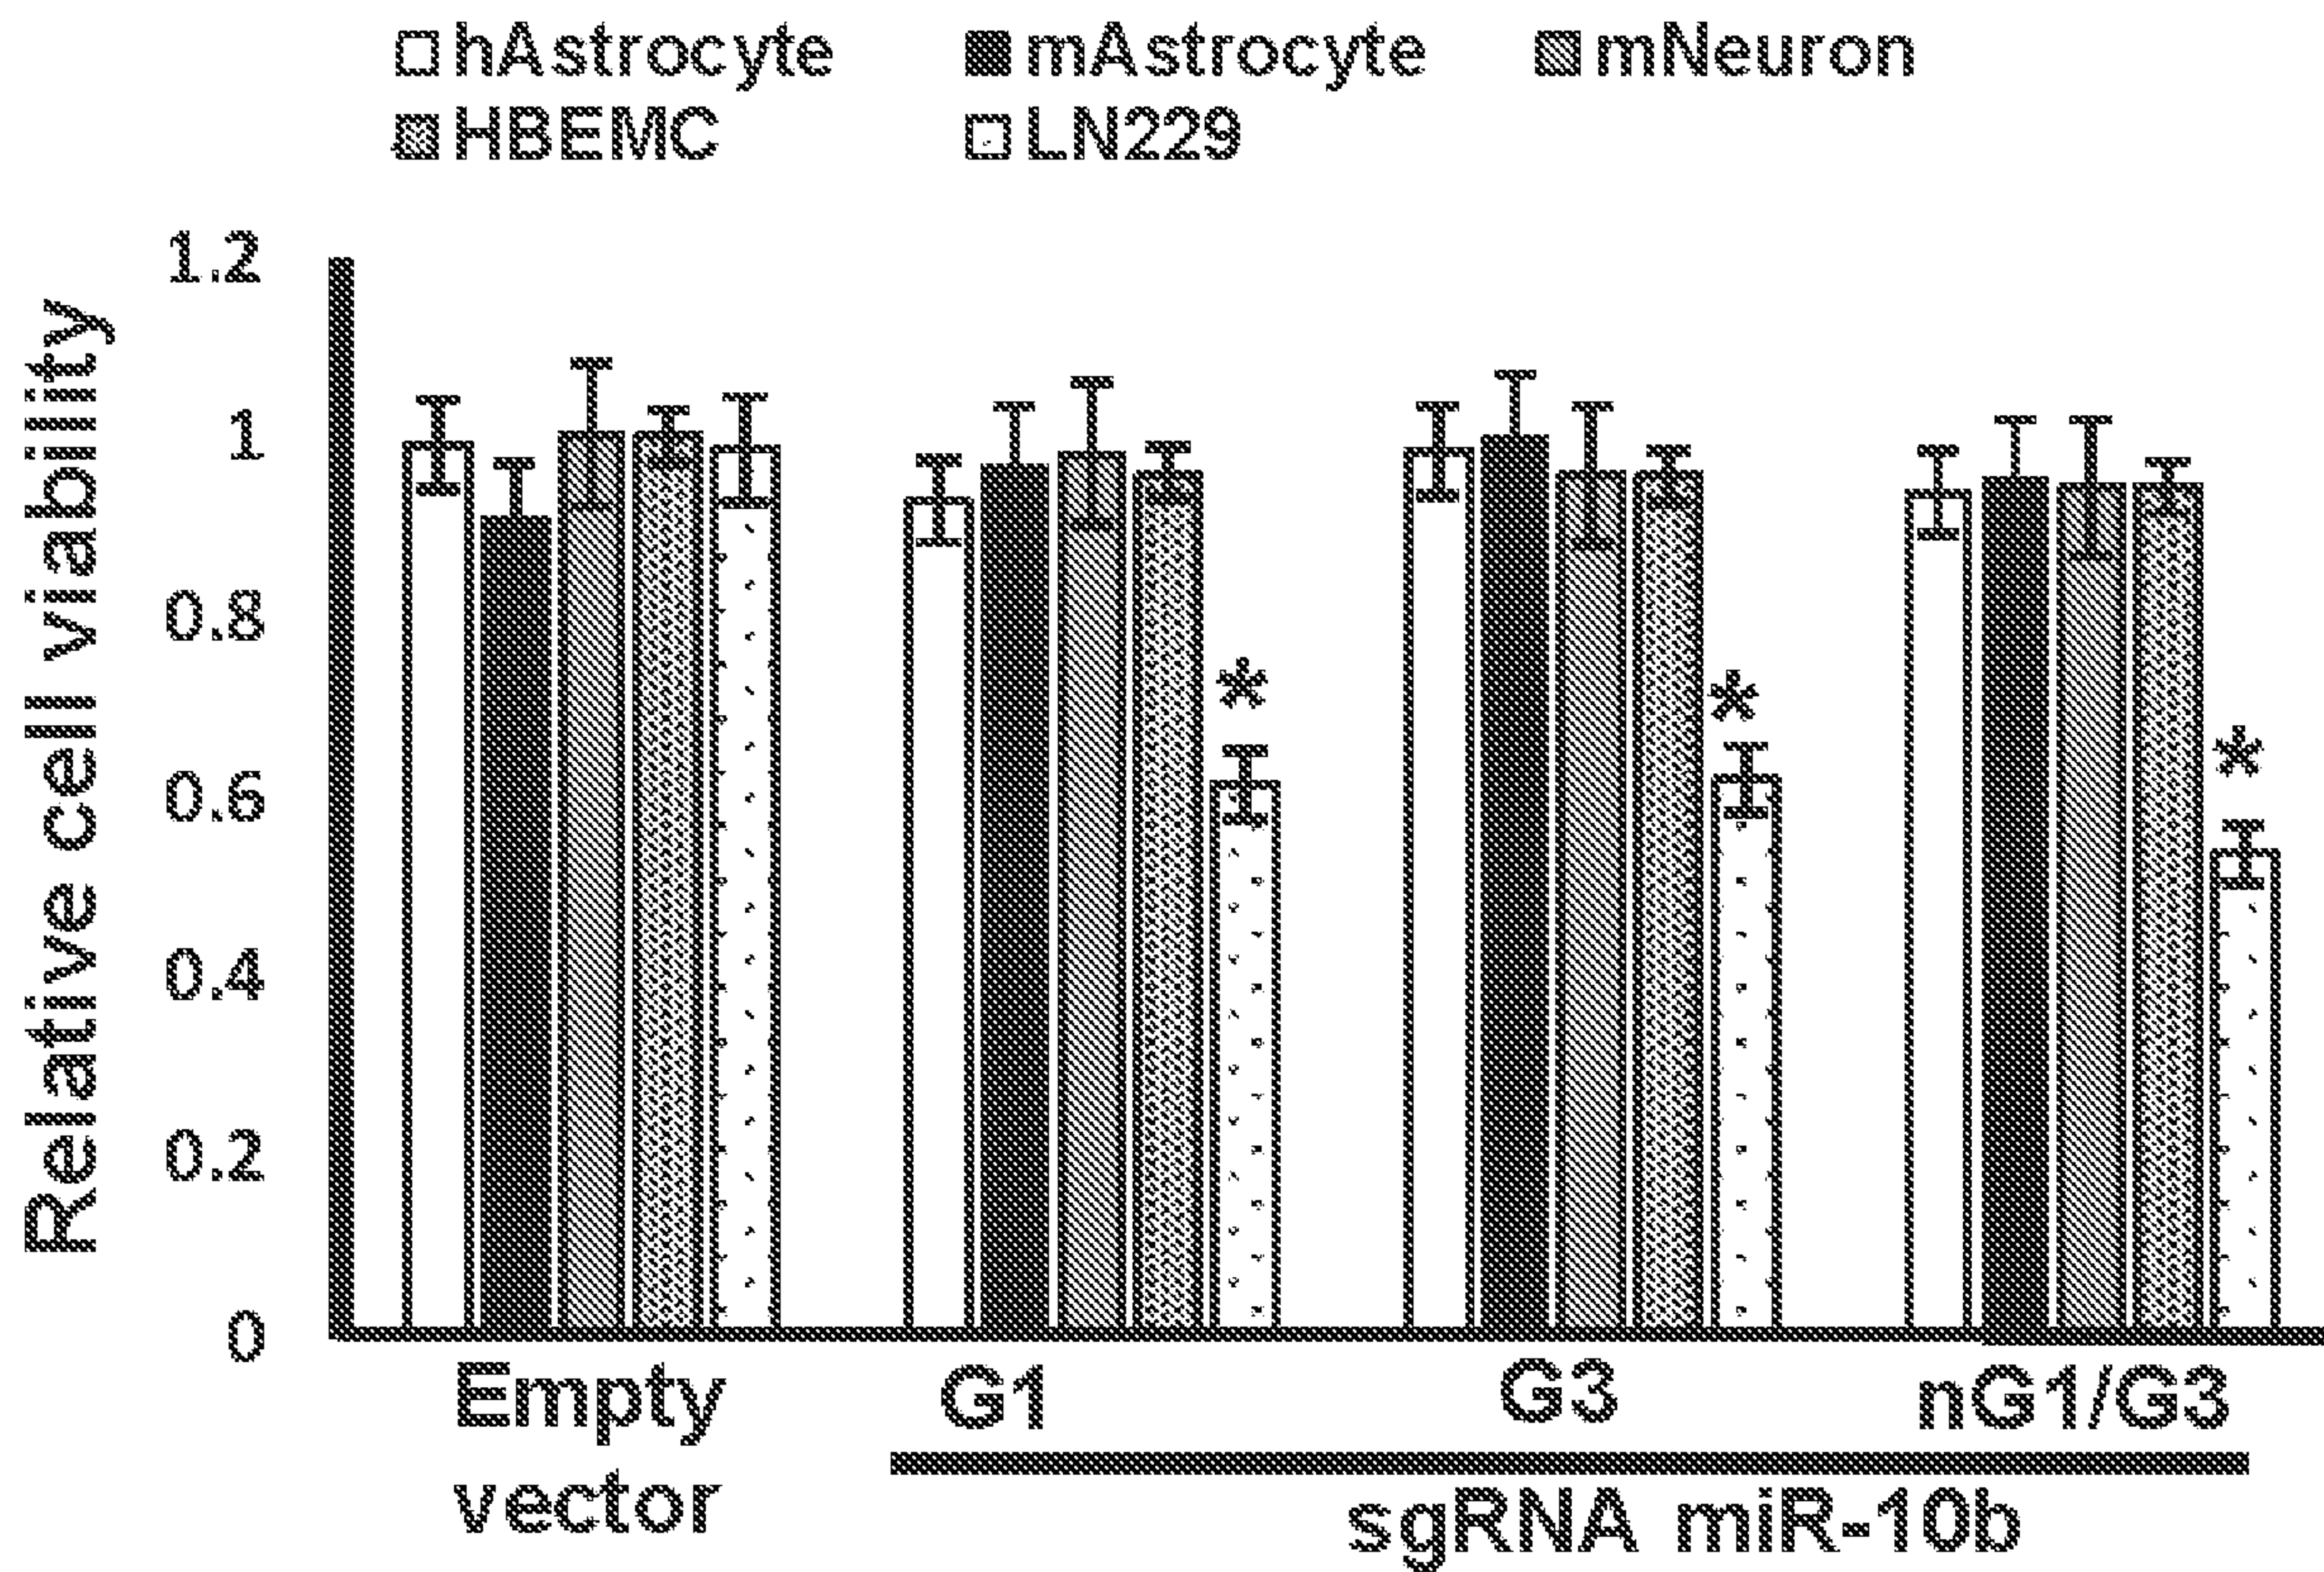 hAstrocyte mAstrocyte mNeuron
HBEMC LN229
Relative cell viability
1.2
1
0.8
0.6
0.4
0.2
0
*
*
*
Empty
vector
G1 G3 nG1/G3
sgRNA miR-10b